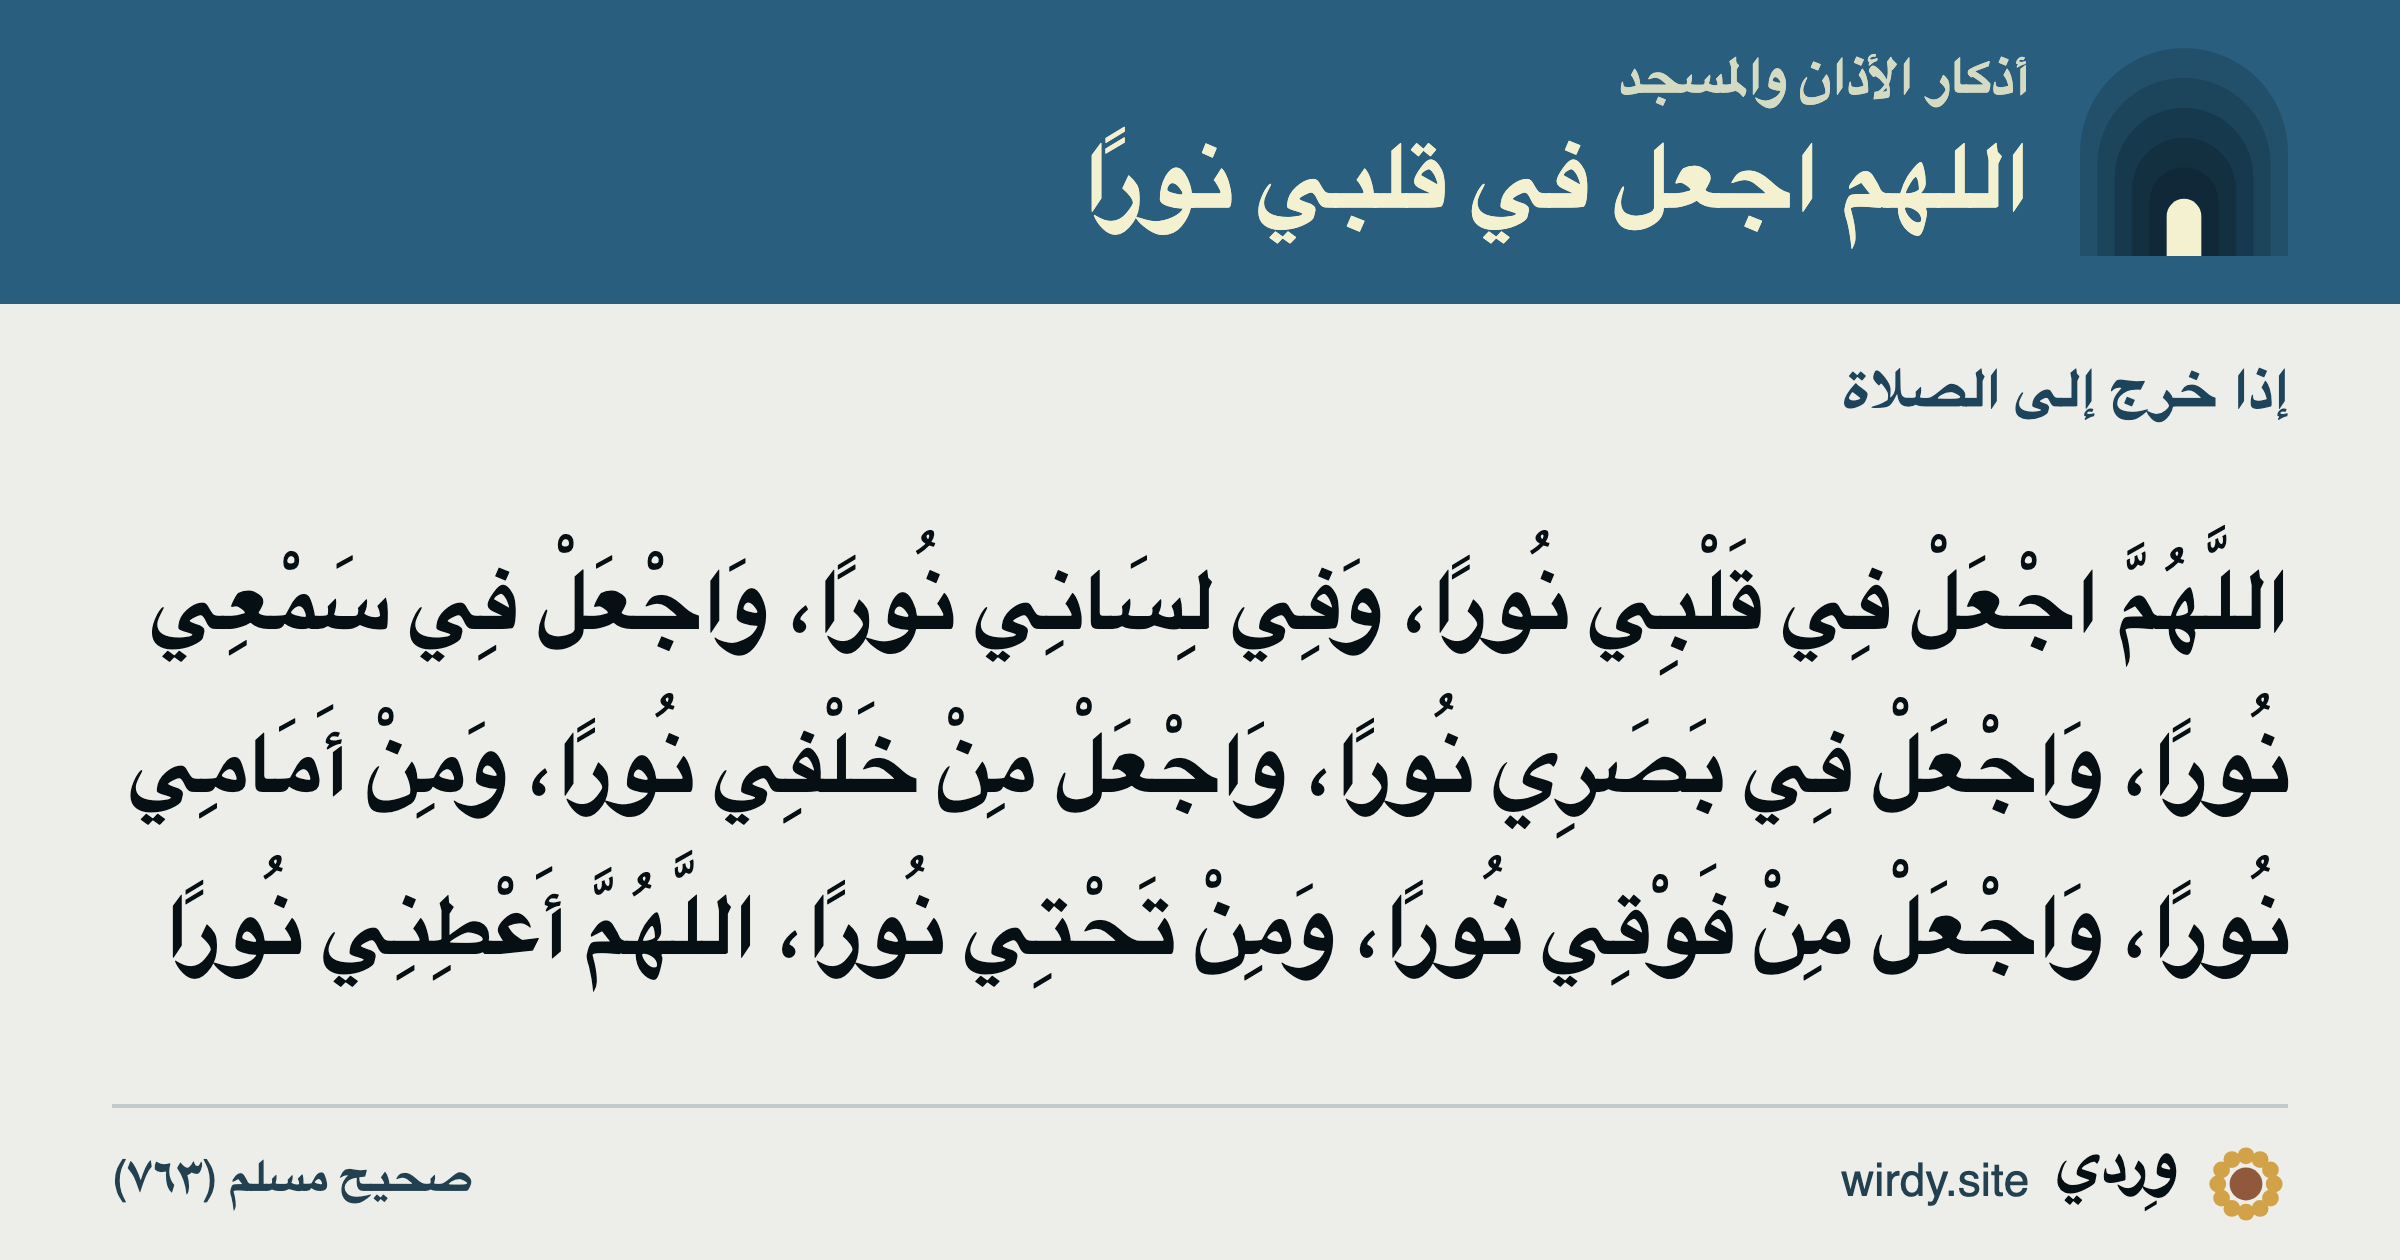 أذكار الأذان والمسجد
اللهم اجعل في قلبي نورًا
إذا خرج إلى الصلاة
اللَّهُمَّ اجْعَلْ فِي قَلْبِي نُورًا، وَفِي لِسَانِي نُورًا، وَاجْعَلْ فِي سَمْعِي
نُورًا، وَاجْعَلْ فِي بَصَرِي نُورًا، وَاجْعَلْ مِنْ خَلْفِي نُورًا، وَمِنْ أَمَامِي
نُورًا، وَاجْعَلْ مِنْ فَوْقِي نُورًا، وَمِنْ تَحْتِي نُورًا، اللَّهُمَّ أَعْطِنِي نُورًا
وِردي wirdy.site
صحيح مسلم (٧٦٣)